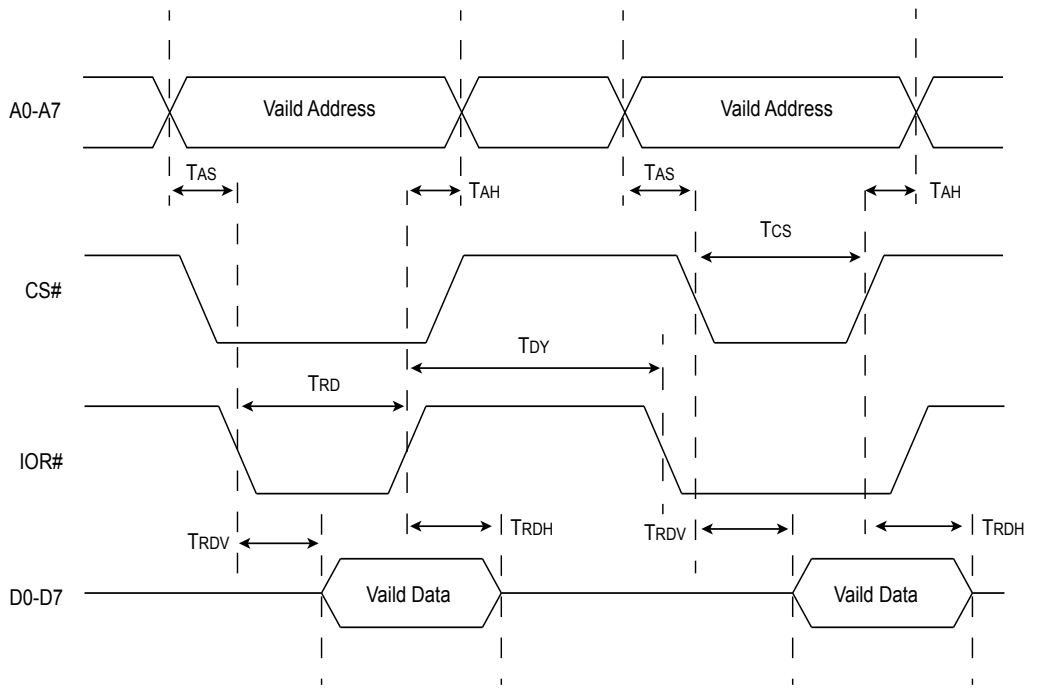 A0-A7
Vaild Address
Vaild Address
TAS
TAH
TAS
TAH
TCS
CS#
TDY
TRD
IOR#
TRDV
TRDH
TRDV
TRDH
D0-D7
Vaild Data
Vaild Data